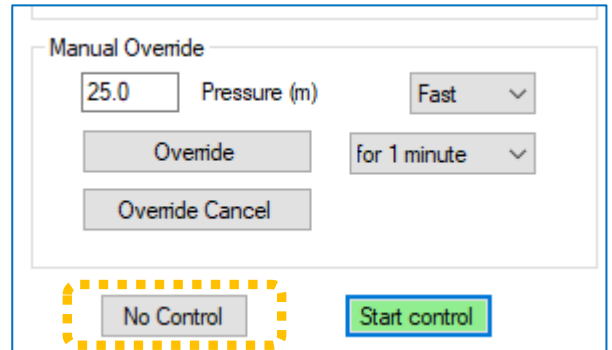 Manual Override
25.0 Pressure (m) Fast
Override for 1 minute
Override Cancel
No Control Start control